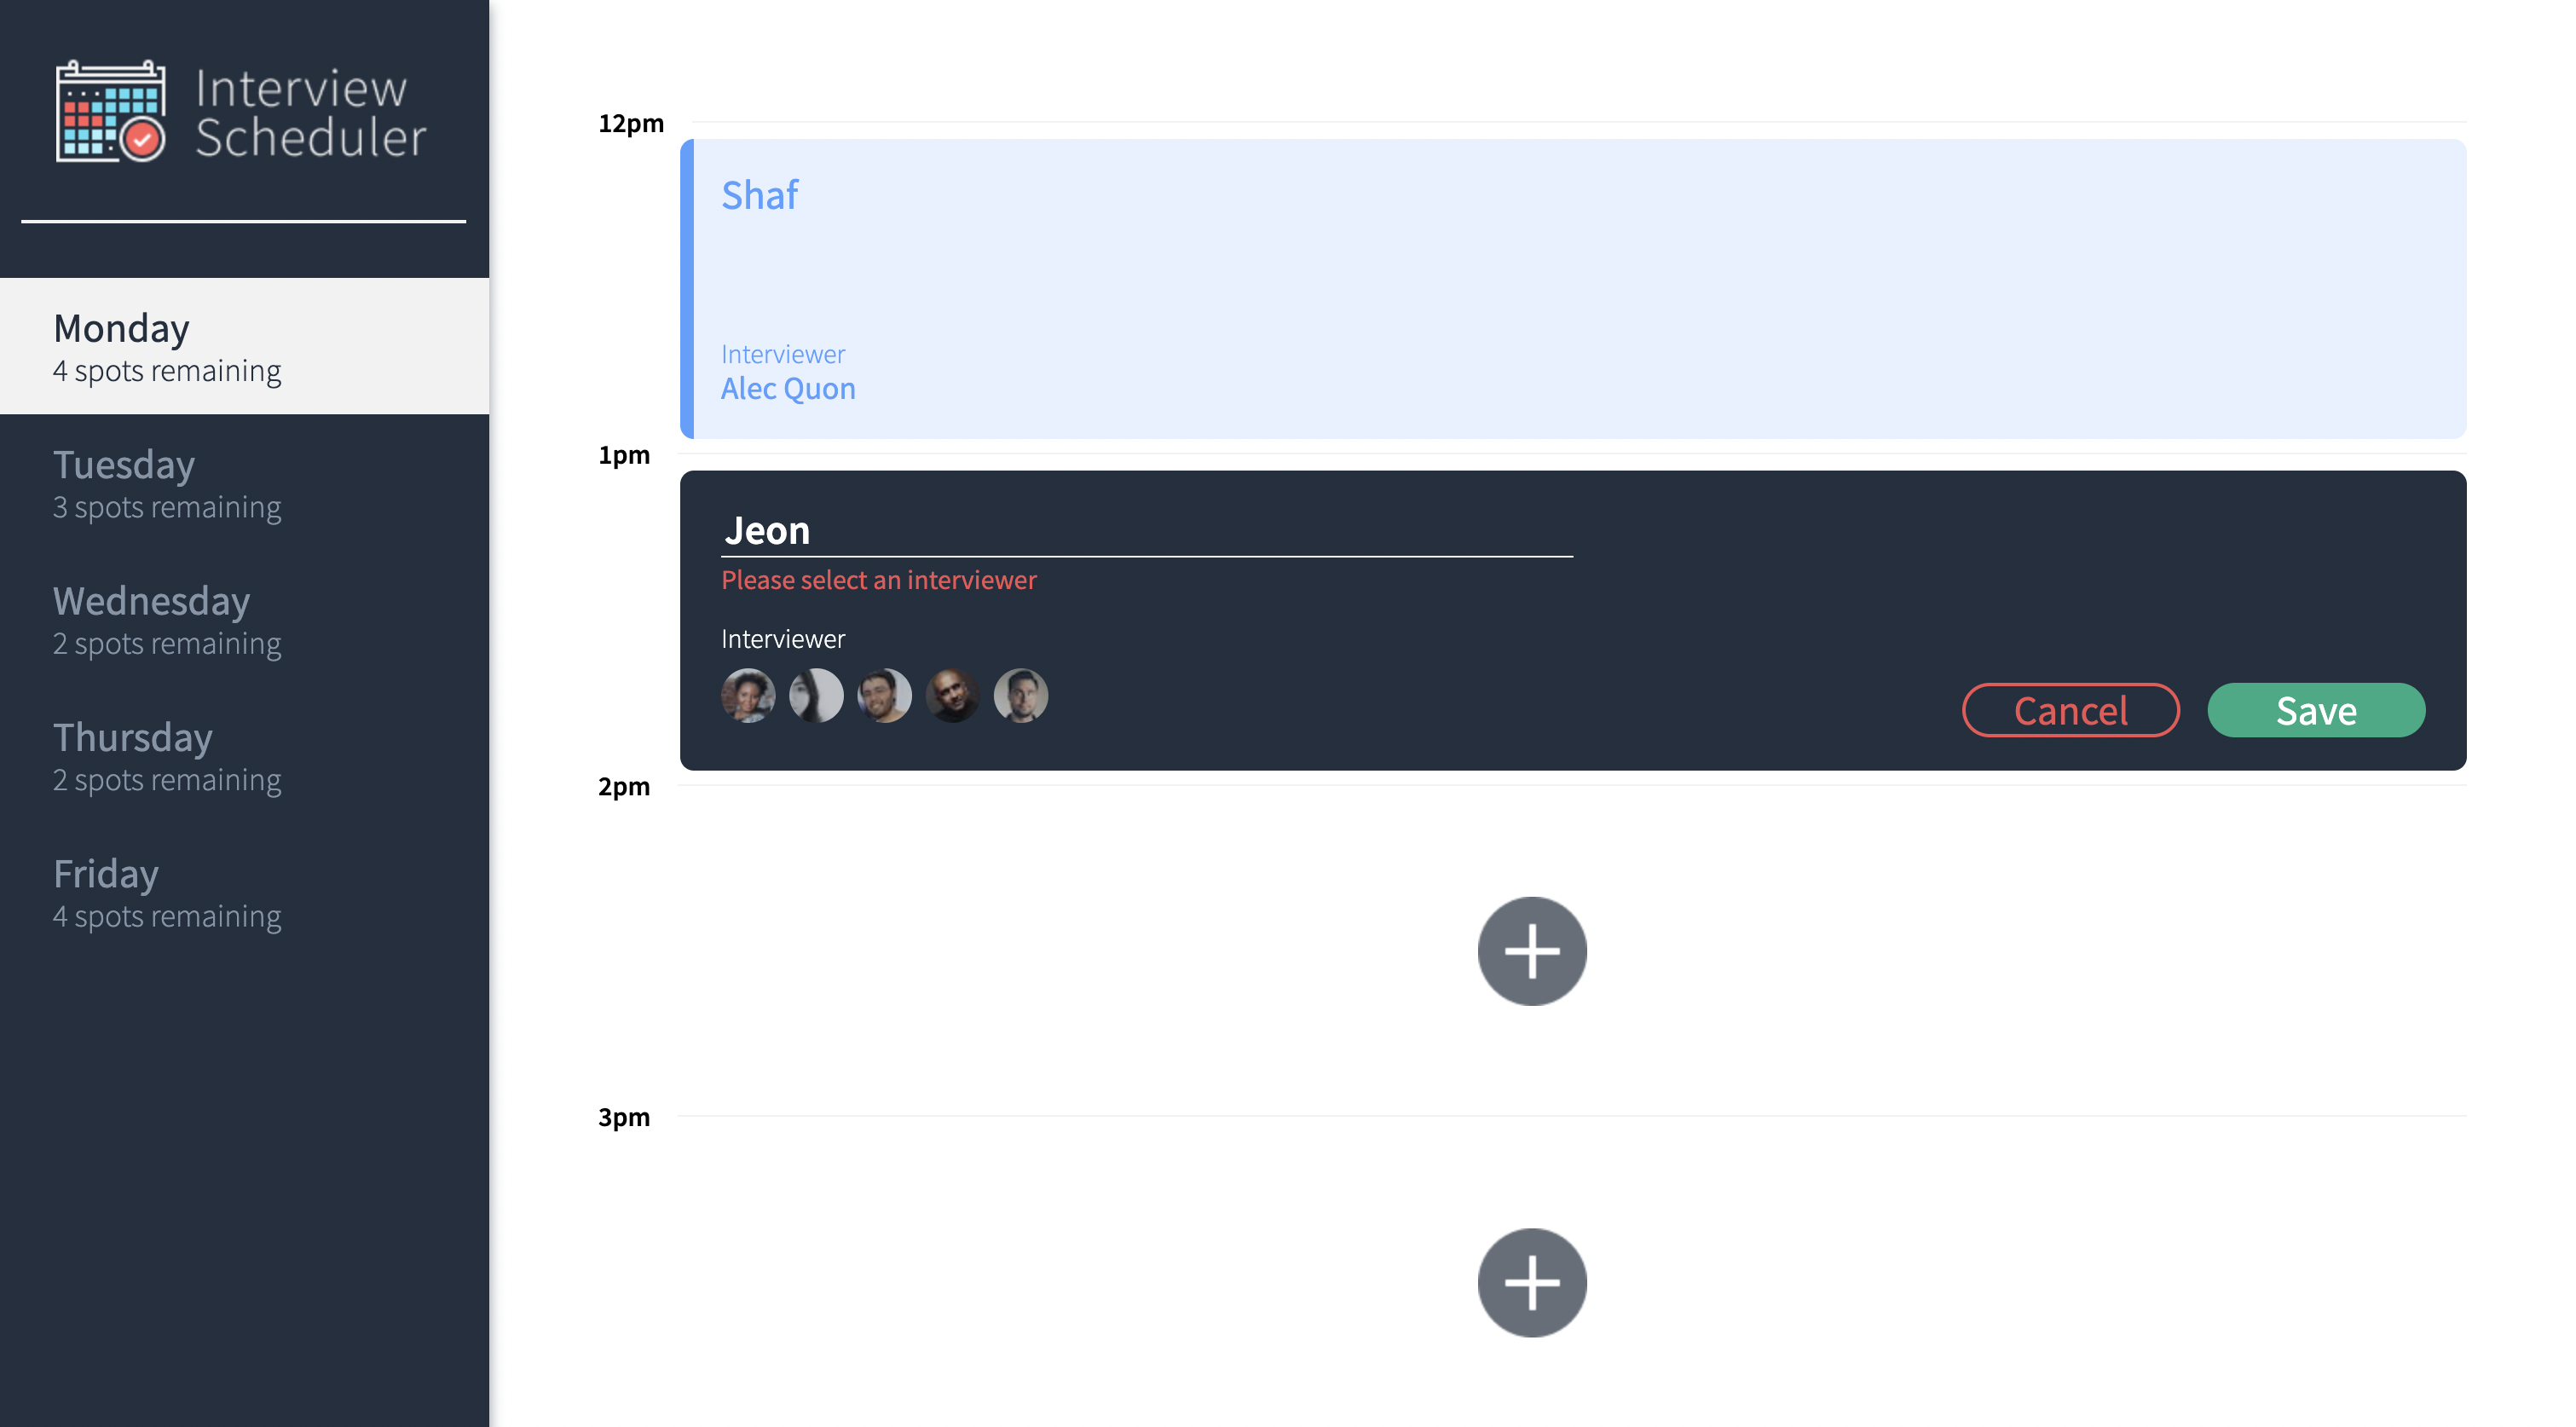 Interview
Scheduler
Monday
4 spots remaining
Tuesday
3 spots remaining
Wednesday
2 spots remaining
Thursday
2 spots remaining
Friday
4 spots remaining
12pm
Shaf
Interviewer
Alec Quon
1pm
Jeon
Please select an interviewer
Interviewer
Cancel
Save
2pm
3pm